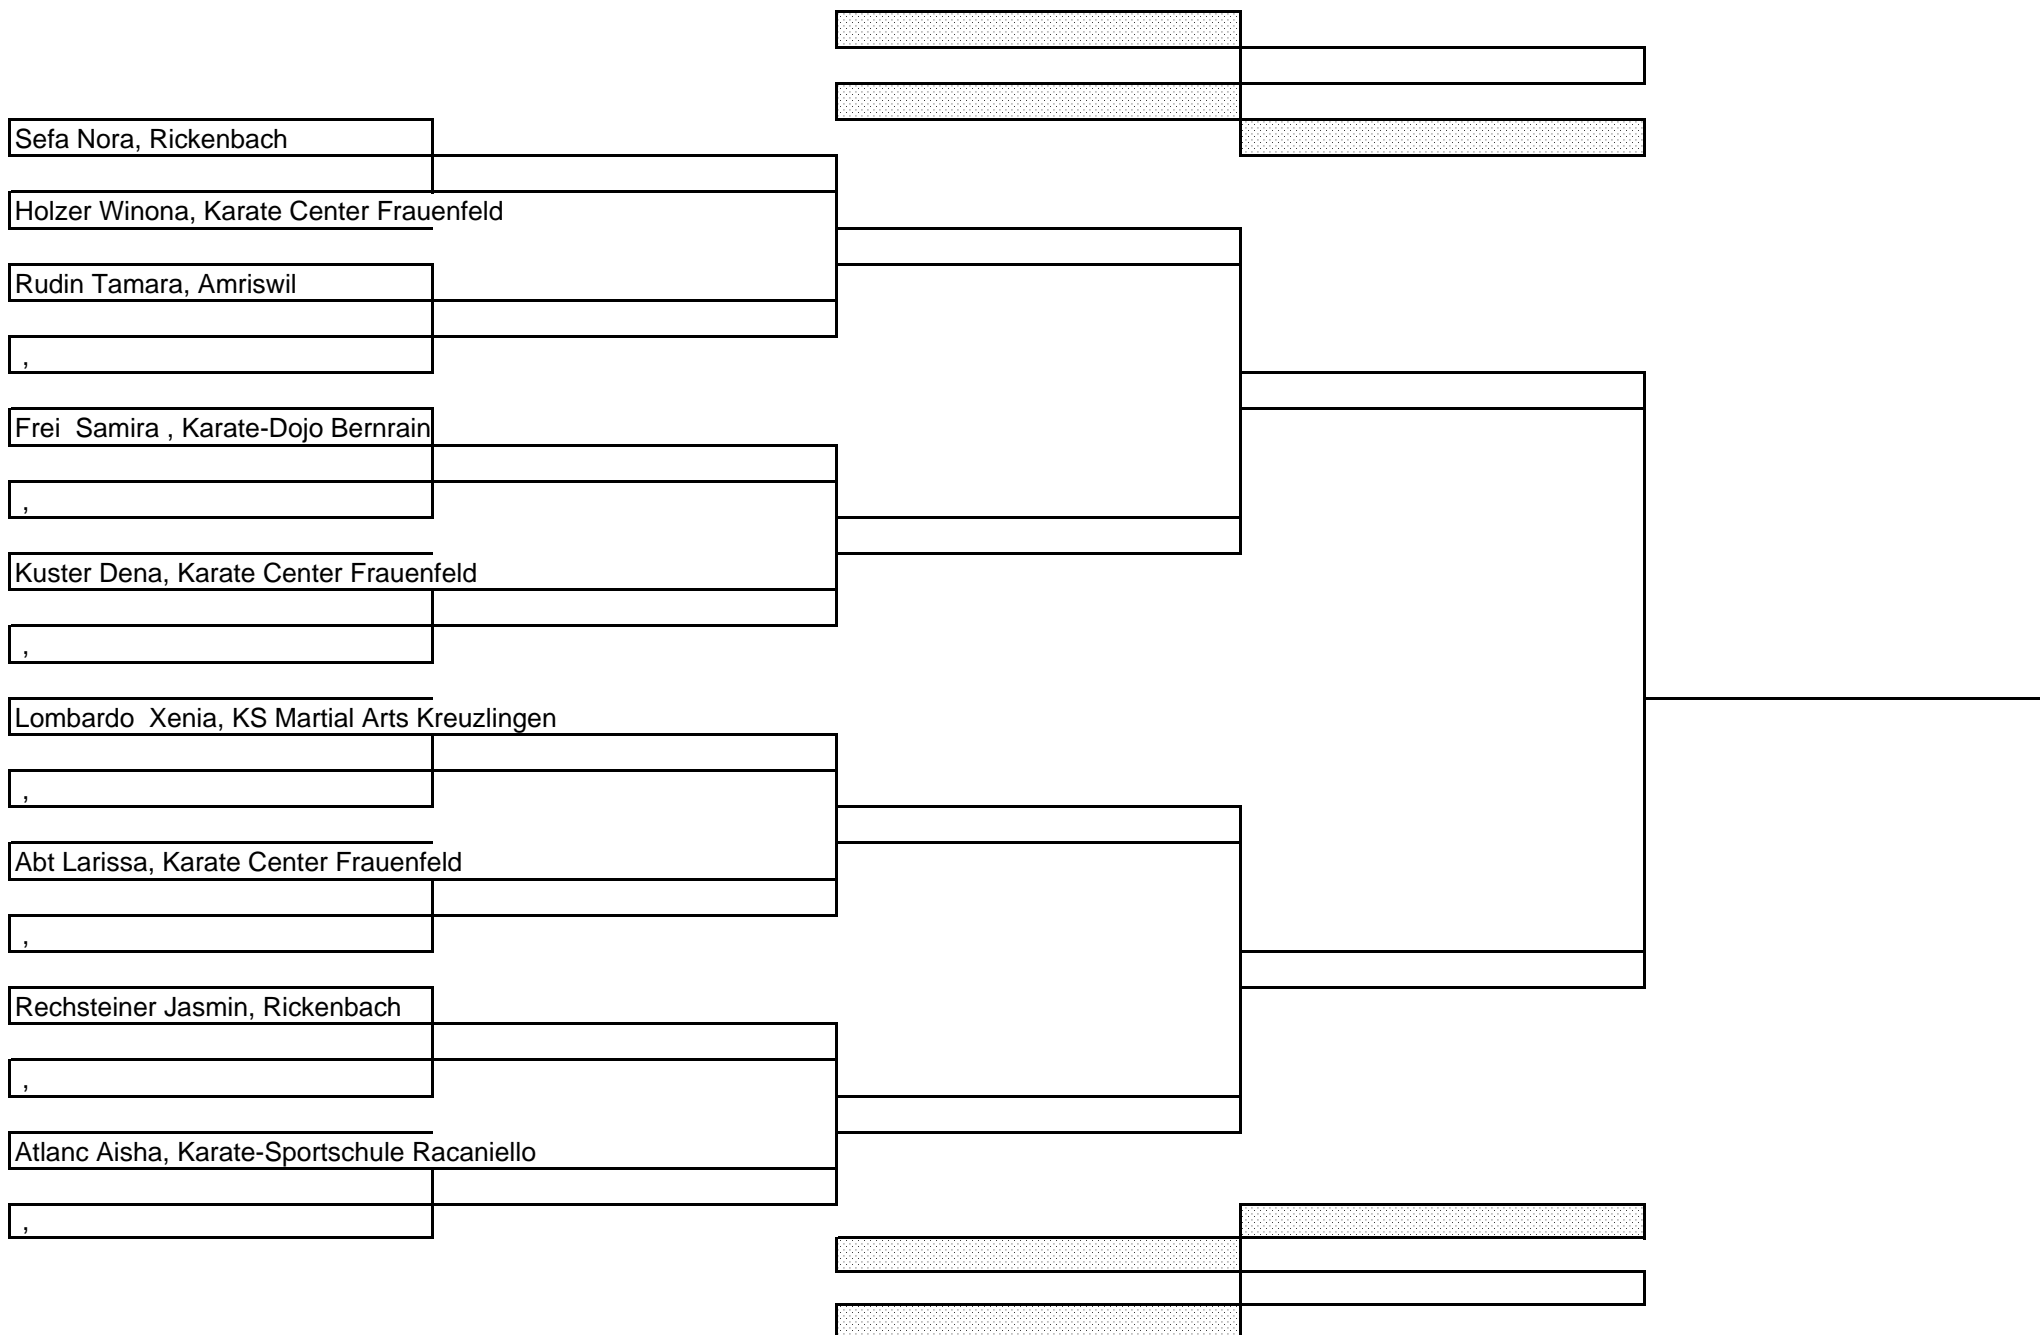 Sefa Nora, Rickenbach
Holzer Winona, Karate Center Frauenfeld
Rudin Tamara, Amriswil
,
Frei  Samira , Karate-Dojo Bernrain
,
Kuster Dena, Karate Center Frauenfeld
,
Lombardo  Xenia, KS Martial Arts Kreuzlingen
,
Abt Larissa, Karate Center Frauenfeld
,
Rechsteiner Jasmin, Rickenbach
,
Atlanc Aisha, Karate-Sportschule Racaniello
,